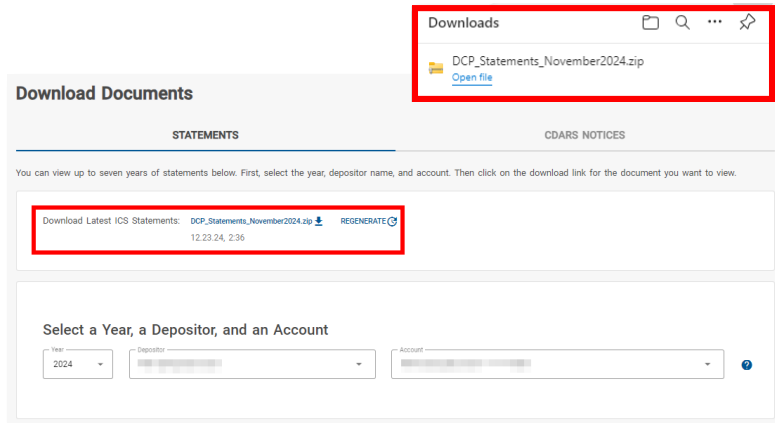 Downloads
DCP_Statements_November2024.zip
Open file
Download Documents
STATEMENTS
CDARS NOTICES
You can view up to seven years of statements below. First, select the year, depositor name, and account. Then click on the download link for the document you want to view.
Download Latest ICS Statements: DCP_Statements_November2024.zip REGENERATE
12.23.24, 2:36
Select a Year, a Depositor, and an Account
Year
2024
Depositor
Account